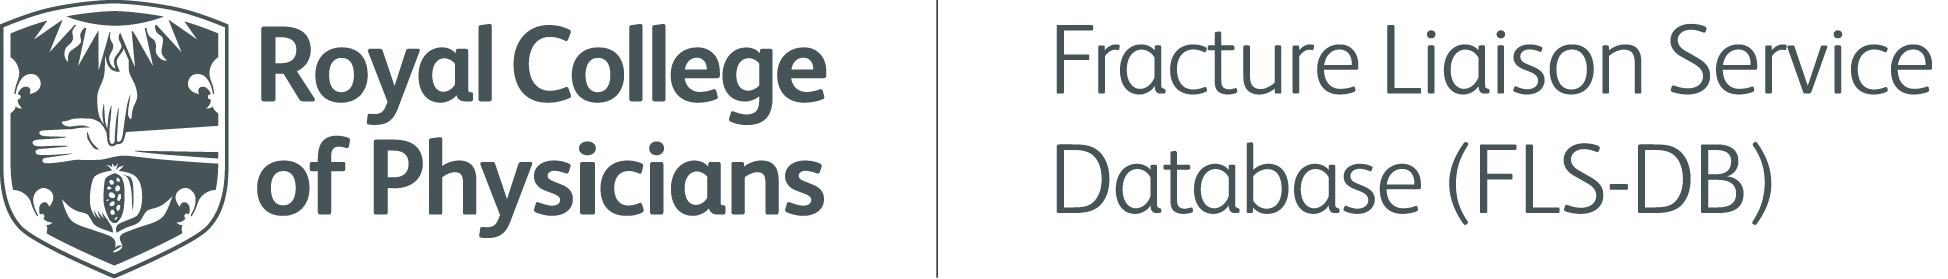 Royal College
of Physicians
Fracture Liaison Service
Database (FLS-DB)